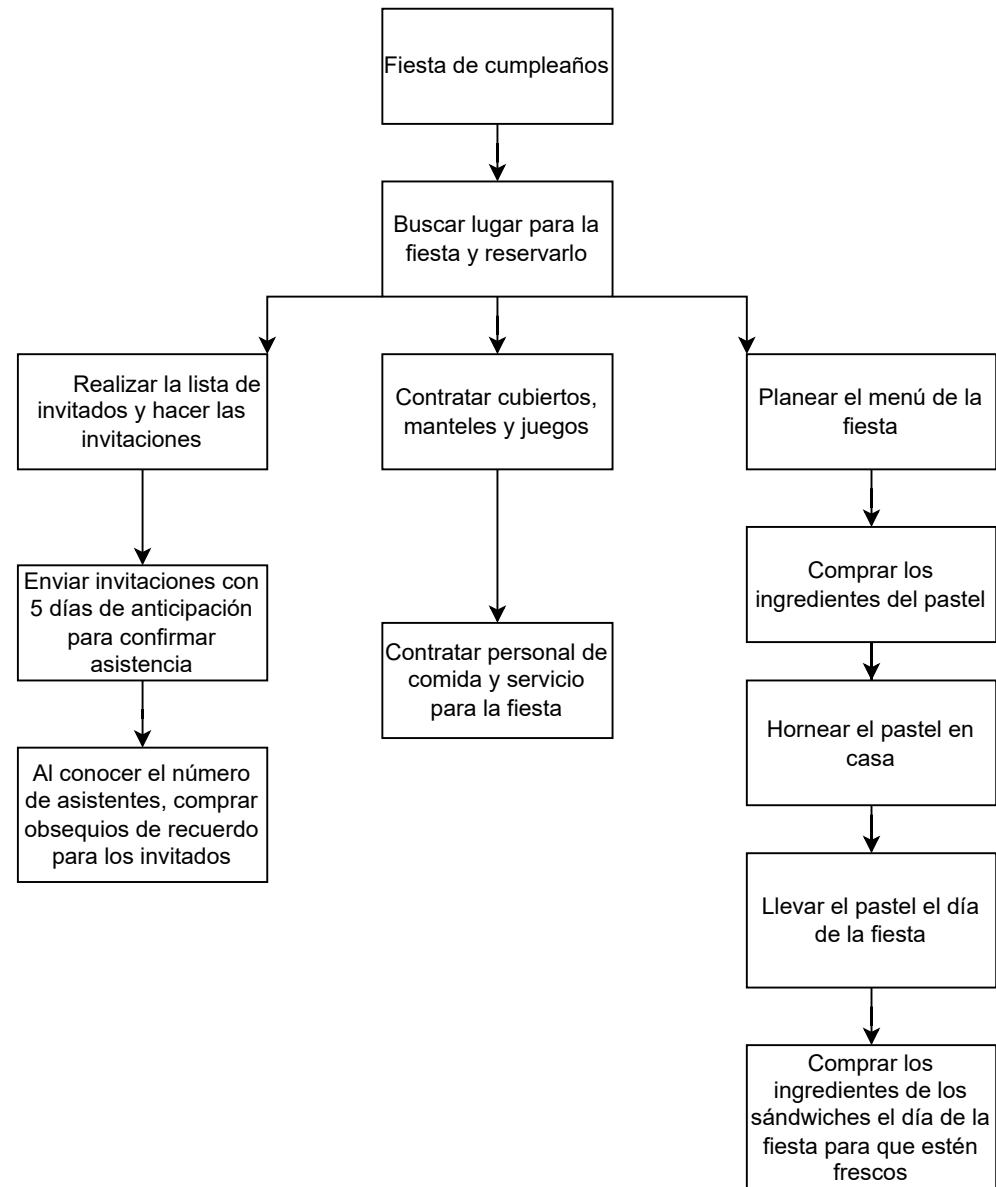 Fiesta de cumpleaños
Buscar lugar para la
fiesta y reservarlo
Realizar la lista de
invitados y hacer las
invitaciones
Contratar cubiertos,
manteles y juegos
Planear el menú de la
fiesta
Enviar invitaciones con
5 días de anticipación
para confirmar
asistencia
Contratar personal de
comida y servicio
para la fiesta
Comprar los
ingredientes del pastel
Hornear el pastel en
casa
Al conocer el número
de asistentes, comprar
obsequios de recuerdo
para los invitados
Llevar el pastel el día
de la fiesta
Comprar los
ingredientes de los
sándwiches el día de la
fiesta para que estén
frescos